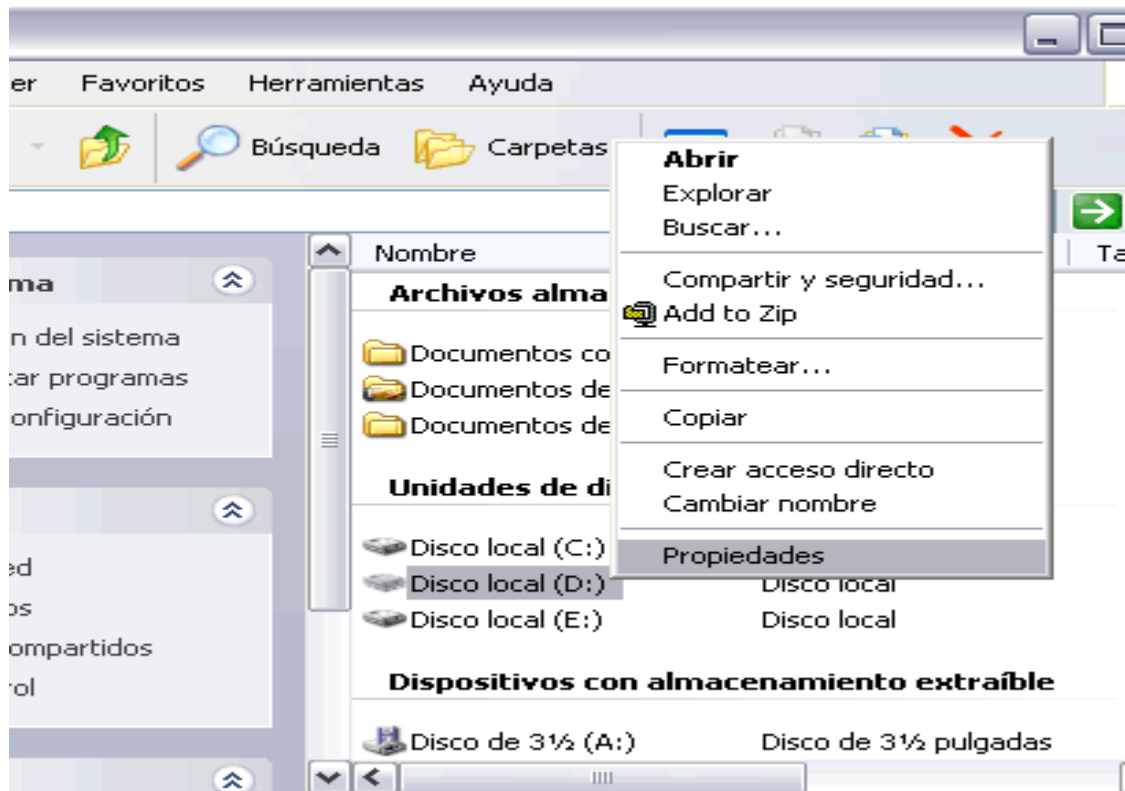 er Favoritos Herramientas Ayuda
Búsqueda Carpetas
Abrir
Explorar
Buscar...
Compartir y seguridad...
Add to Zip
Formatear...
Copiar
Crear acceso directo
Cambiar nombre
Propiedades
Nombre Ta
ma
n del sistema
ar programas
onfiguración
ed
os
ompartidos
rol
Archivos alma
Documentos co
Documentos de
Documentos de
Unidades de di
Disco local (C:)
Disco local (D:) Disco local
Disco local (E:) Disco local
Dispositivos con almacenamiento extraíble
Disco de 3½ (A:) Disco de 3½ pulgadas